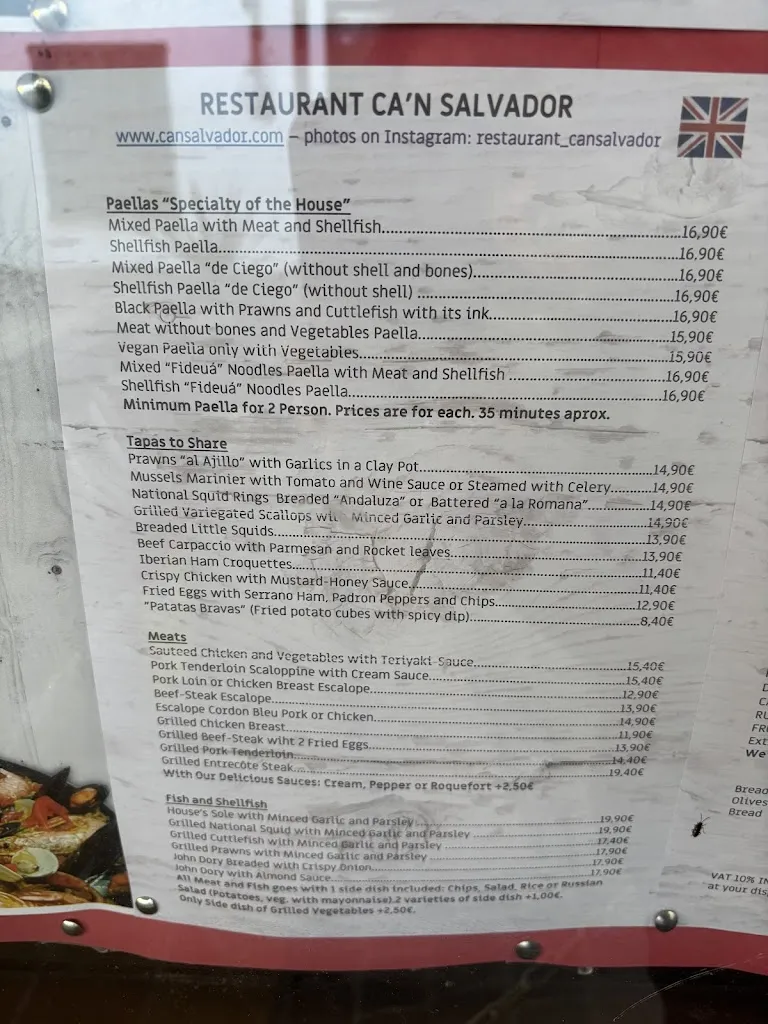 RESTAURANT CA'N SALVADOR
www.cansalvador.com – photos on Instagram: restaurant_cansalvador
Paellas "Specialty of the House"
Mixed Paella with Meat and Shellfish....16,90€
Shellfish Paella....16,90€
Mixed Paella "de Ciego" (without shell and bones)....16,90€
Shellfish Paella "de Ciego" (without shell) ....16,90€
Black Paella with Prawns and Cuttlefish with its ink....16,90€
Meat without bones and Vegetables Paella....15,90€
Vegan Paella only with Vegetables....15,90€
Mixed "Fideuá" Noodles Paella with Meat and Shellfish ....16,90€
Shellfish "Fideuá" Noodles Paella....16,90€
Minimum Paella for 2 Person. Prices are for each. 35 minutes aprox.
Tapas to Share
Prawns "al Ajillo" with Garlics in a Clay Pot....14,90€
Mussels Marinier with Tomato and Wine Sauce or Steamed with Celery....14,90€
National Squid Rings Breaded "Andaluza" or Battered "a la Romana"....14,90€
Grilled Variegated Scallops with Minced Garlic and Parsley....14,90€
Breaded Little Squids....13,90€
Beef Carpaccio with Parmesan and Rocket leaves....13,90€
Iberian Ham Croquettes....11,40€
Crispy Chicken with Mustard-Honey Sauce....11,40€
Fried Eggs with Serrano Ham, Padron Peppers and Chips....12,90€
"Patatas Bravas" (Fried potato cubes with spicy dip)....8,40€
Meats
Sauteed Chicken and Vegetables with Teriyaki-Sauce....15,40€
Pork Tenderloin Scaloppine with Cream Sauce....15,40€
Pork Loin or Chicken Breast Escalope....12,90€
Beef-Steak Escalope....13,90€
Escalope Cordon Bleu Pork or Chicken....14,90€
Grilled Chicken Breast....11,90€
Grilled Beef-Steak wiht 2 Fried Eggs....13,90€
Grilled Pork Tenderloin....14,40€
Grilled Entrecôte Steak....19,40€
With Our Delicious Sauces: Cream, Pepper or Roquefort +2,50€
Fish and Shellfish
House's Sole with Minced Garlic and Parsley....19,90€
Grilled National Squid with Minced Garlic and Parsley ....19,90€
Grilled Cuttlefish with Minced Garlic and Parsley ....17,40€
Grilled Prawns with Minced Garlic and Parsley ....17,90€
John Dory Breaded with Crispy Onion....17,90€
John Dory with Almond Sauce....17,90€
All Meat and Fish goes with 1 side dish included: Chips, Salad, Rice or Russian
Salad (Potatoes, veg. with mayonnaise).2 varieties of side dish +1,00€.
Only Side dish of Grilled Vegetables +2,50€.
RU
FR
Ext
We
Bread
Olives
Bread
VAT 10% IN
at your dis